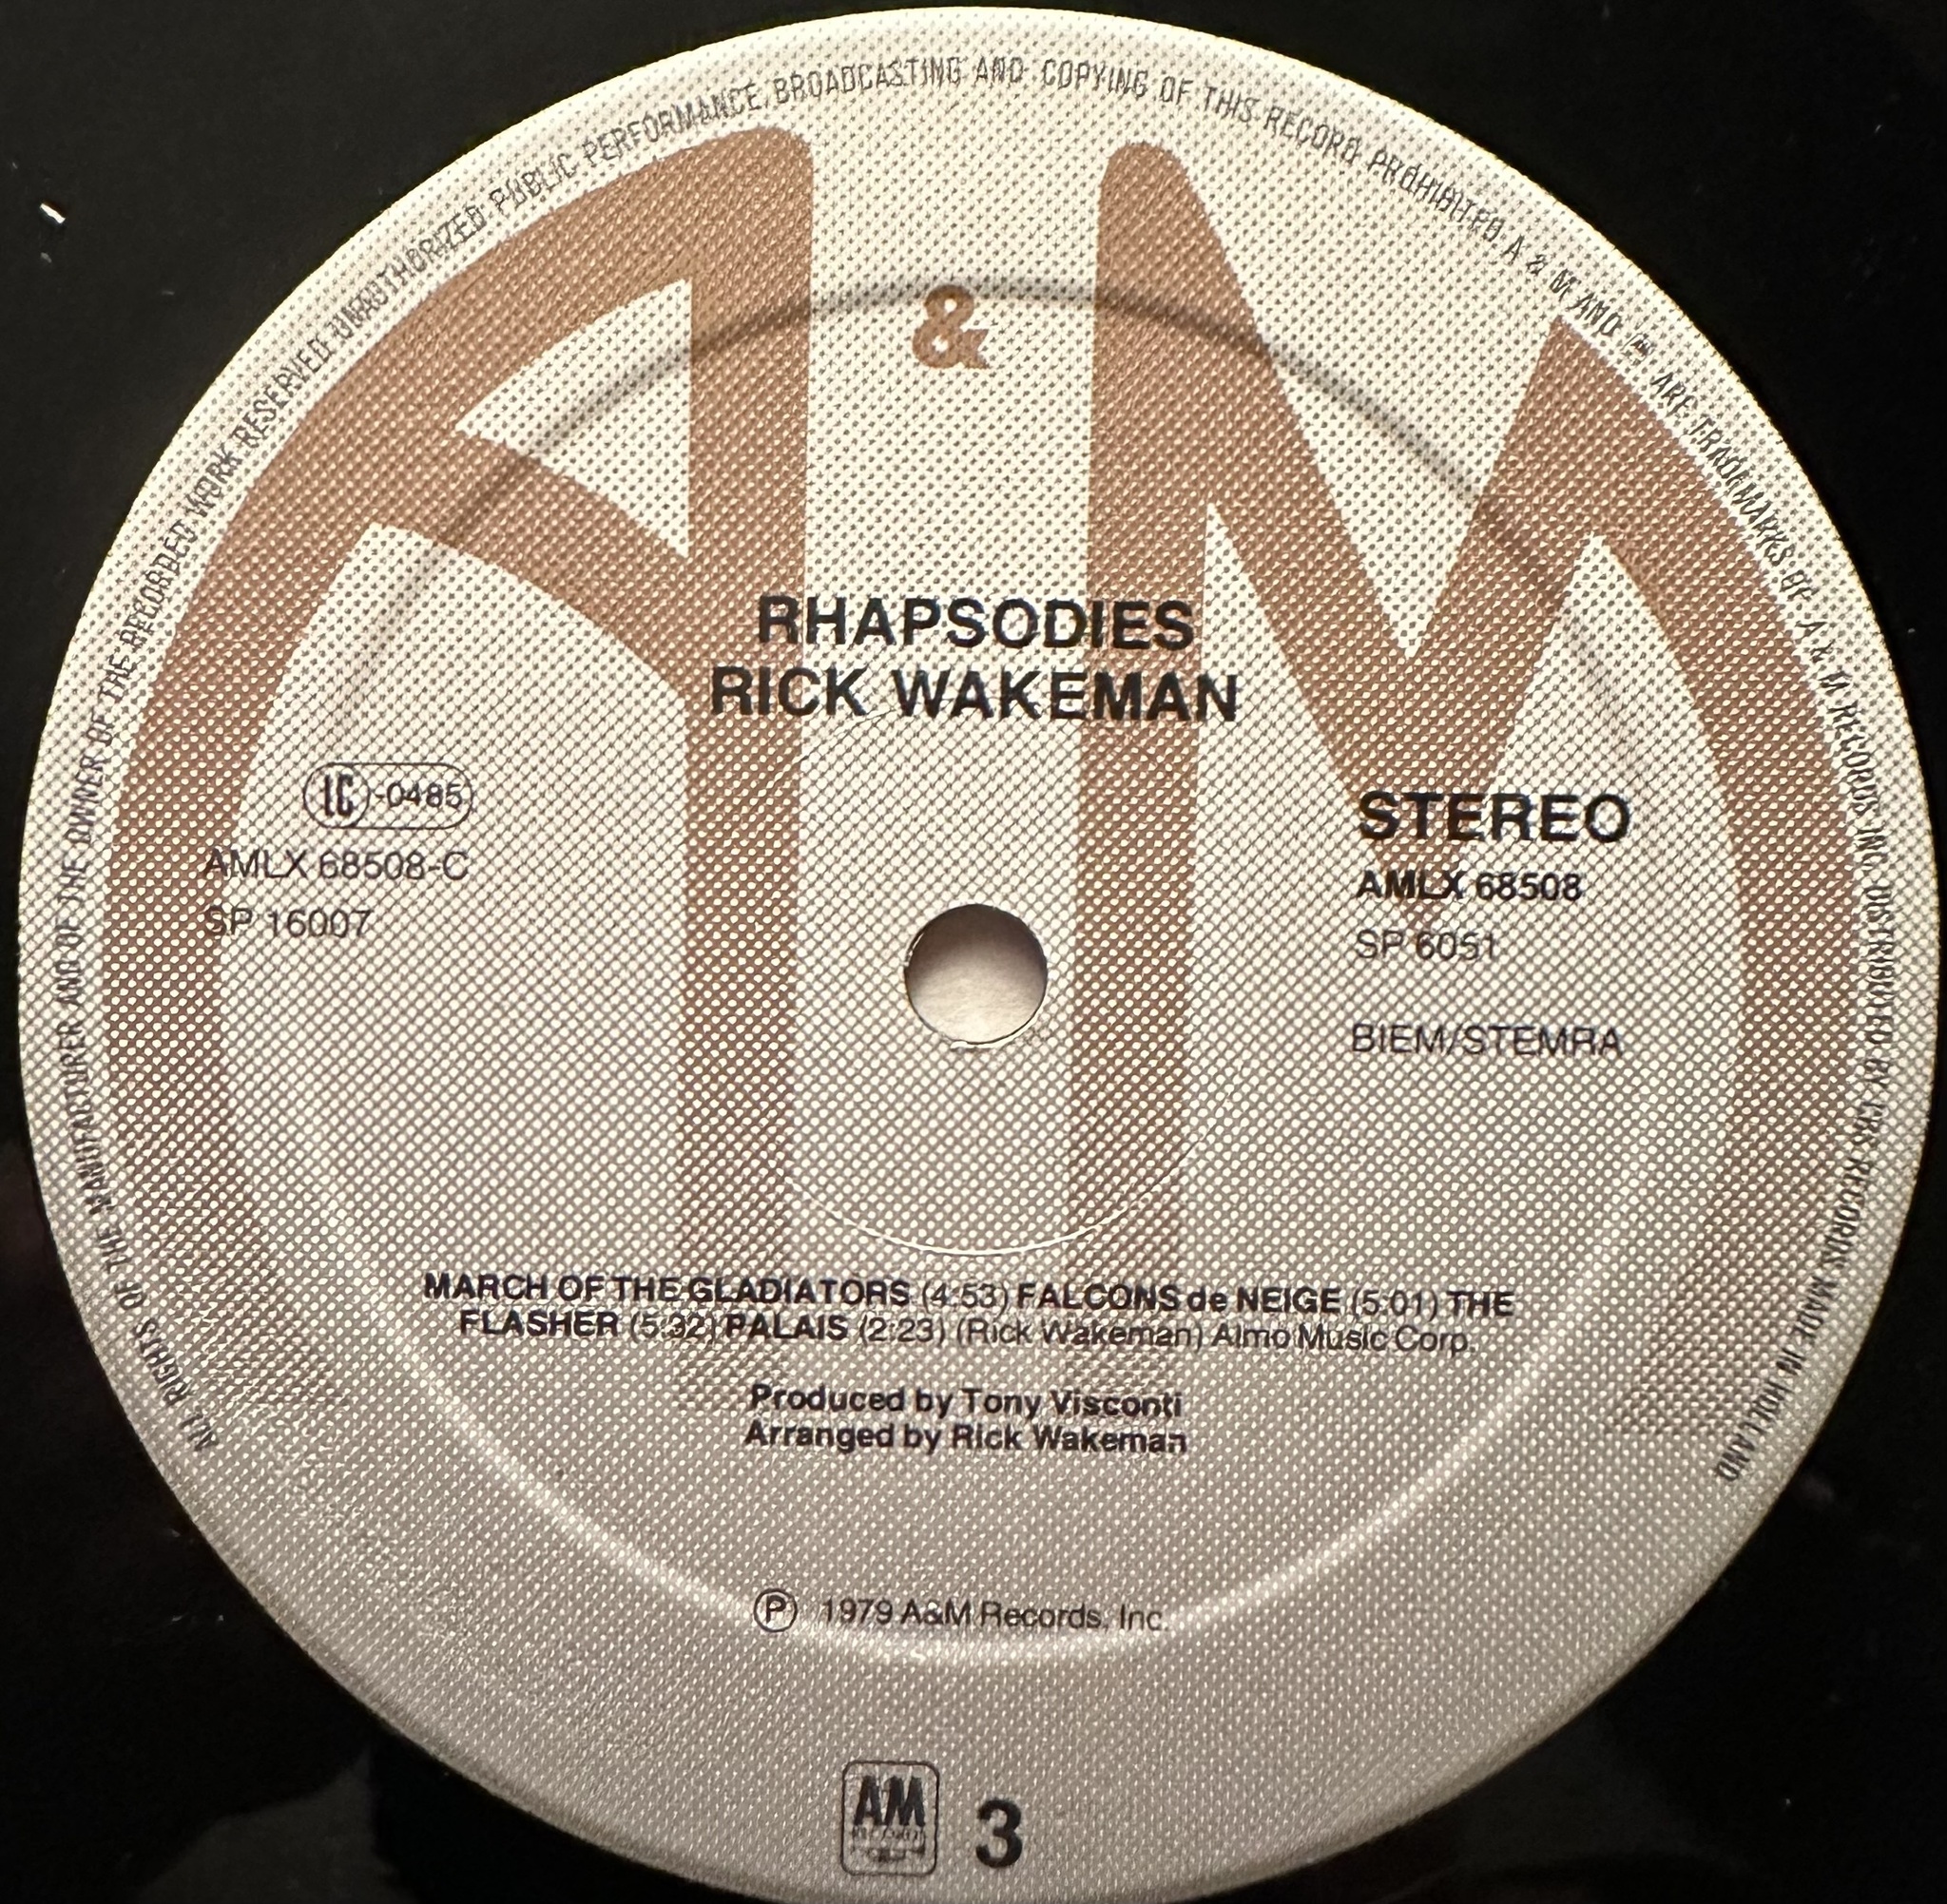 ALL RIGHTS OF THE MANUFACTURER AND OF THE OWNER OF THE RECORDED WORK RESERVED UNAUTHORIZED PUBLIC PERFORMANCE, BROADCASTING AND COPYING OF THIS RECORD PROHIBITED A & M AND ARE TRADEMARKS OF A & M RECORDS INC. DISTRIBUTED BY CBS RECORDS MADE IN HOLLAND
A & M
RHAPSODIES
RICK WAKEMAN
LC-0485
AMLX 68508-C
SP 16007
STEREO
AMLX 68508
SP 6051
BIEM/STEMRA
MARCH OF THE GLADIATORS (4:53) FALCONS de NEIGE (5:01) THE
FLASHER (5:32) PALAIS (2:23) (Rick Wakeman) Almo Music Corp.
Produced by Tony Visconti
Arranged by Rick Wakeman
Ⓟ 1979 A&M Records, Inc.
AM
RECORDS
3